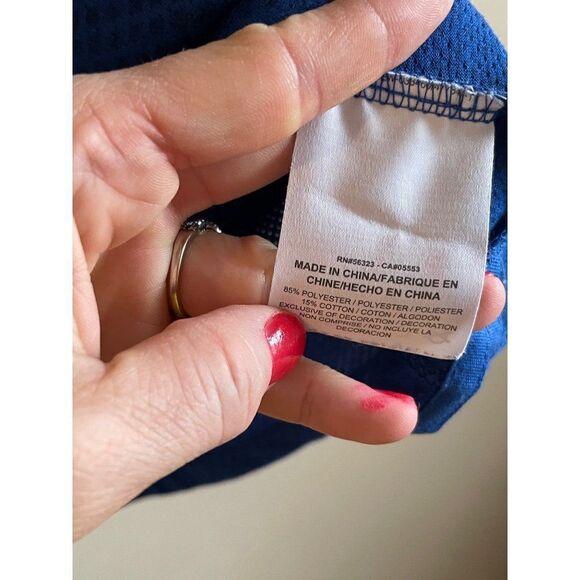 RN#56323 - CA#05553
MADE IN CHINA/FABRIQUE EN
CHINE/HECHO EN CHINA
85% POLYESTER / POLYESTER / POLIESTER
15% COTTON / COTON / ALGODON
EXCLUSIVE OF DECORATION / DECORATION
NON COMPRISE / NO INCLUYE LA
DECORACION